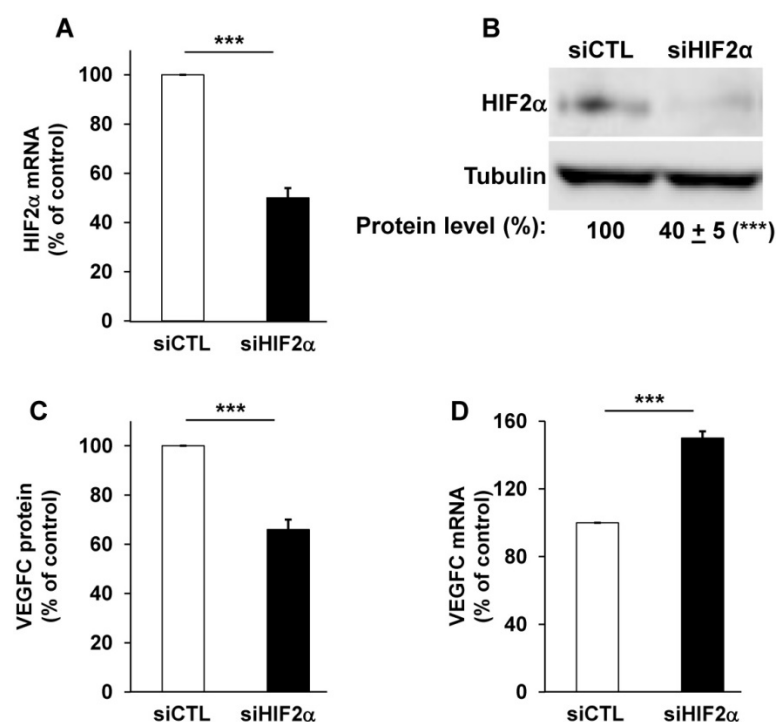 A
***
HIF2α mRNA
(% of control)
100
80
60
40
20
0
siCTL
siHIF2α
B
siCTL
siHIF2α
HIF2α
Tubulin
Protein level (%):
100
40 ± 5 (***)
C
***
VEGFC protein
(% of control)
100
80
60
40
20
0
siCTL
siHIF2α
D
***
VEGFC mRNA
(% of control)
160
120
80
40
0
siCTL
siHIF2α